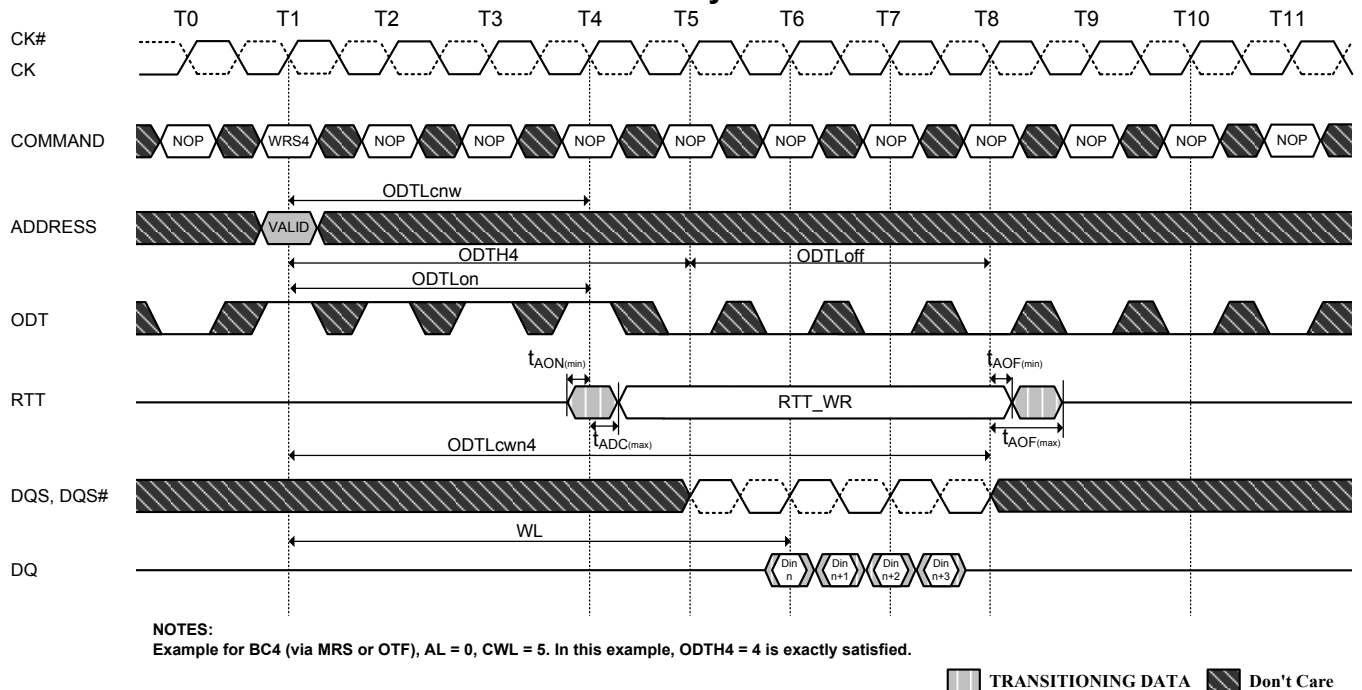 T0 T1 T2 T3 T4 T5 T6 T7 T8 T9 T10 T11
CK#
CK
COMMAND NOP WRS4 NOP NOP NOP NOP NOP NOP NOP NOP NOP NOP
ODTLcnw
ADDRESS VALID
ODTH4 ODTLoff
ODTLon
ODT
tAON(min) tAOF(min)
RTT RTT_WR
tADC(max) tAOF(max)
ODTLcwn4
DQS, DQS#
WL
DQ Din n Din n+1 Din n+2 Din n+3
NOTES:
Example for BC4 (via MRS or OTF), AL = 0, CWL = 5. In this example, ODTH4 = 4 is exactly satisfied.
TRANSITIONING DATA Don't Care